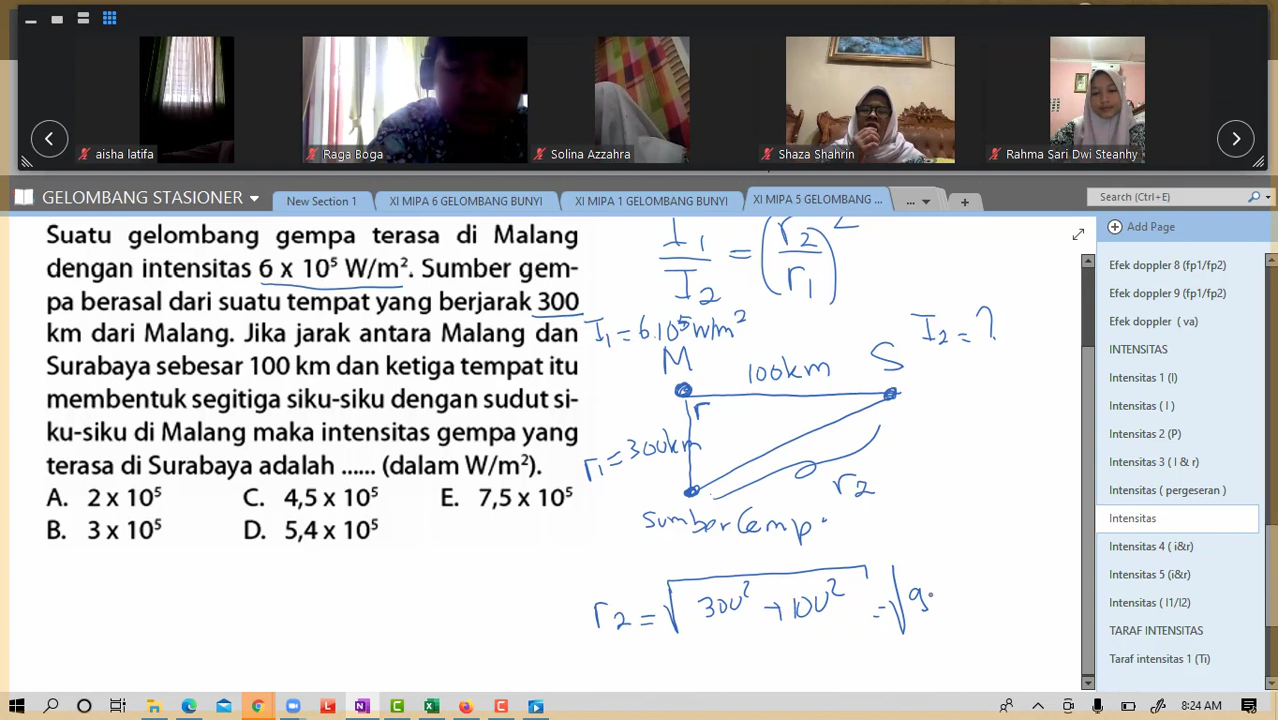 aisha latifa
Raga Boga
Solina Azzahra
Shaza Shahrin
Rahma Sari Dwi Steanhy
GELOMBANG STASIONER
New Section 1
XI MIPA 6 GELOMBANG BUNYI
XI MIPA 1 GELOMBANG BUNYI
XI MIPA 5 GELOMBANG ...
...
Search (Ctrl+E)
Suatu gelombang gempa terasa di Malang
dengan intensitas 6 x 10⁵ W/m². Sumber gem-
pa berasal dari suatu tempat yang berjarak 300
km dari Malang. Jika jarak antara Malang dan
Surabaya sebesar 100 km dan ketiga tempat itu
membentuk segitiga siku-siku dengan sudut si-
ku-siku di Malang maka intensitas gempa yang
terasa di Surabaya adalah ...... (dalam W/m²).
A. 2 x 10⁵ C. 4,5 x 10⁵ E. 7,5 x 10⁵
B. 3 x 10⁵ D. 5,4 x 10⁵
I₁/I₂ = (r₂/r₁)²
I₁ = 6.10⁵ W/m²
I₂ = ?
M
100km
S
r₁ = 300km
r₂
sumber Gemp
r₂ = √300² + 100² = √9
Add Page
Efek doppler 8 (fp1/fp2)
Efek doppler 9 (fp1/fp2)
Efek doppler ( va)
INTENSITAS
Intensitas 1 (I)
Intensitas ( I )
Intensitas 2 (P)
Intensitas 3 ( I & r)
Intensitas ( pergeseran )
Intensitas
Intensitas 4 ( i&r)
Intensitas 5 (i&r)
Intensitas ( I1/I2)
TARAF INTENSITAS
Taraf intensitas 1 (Ti)
8:24 AM